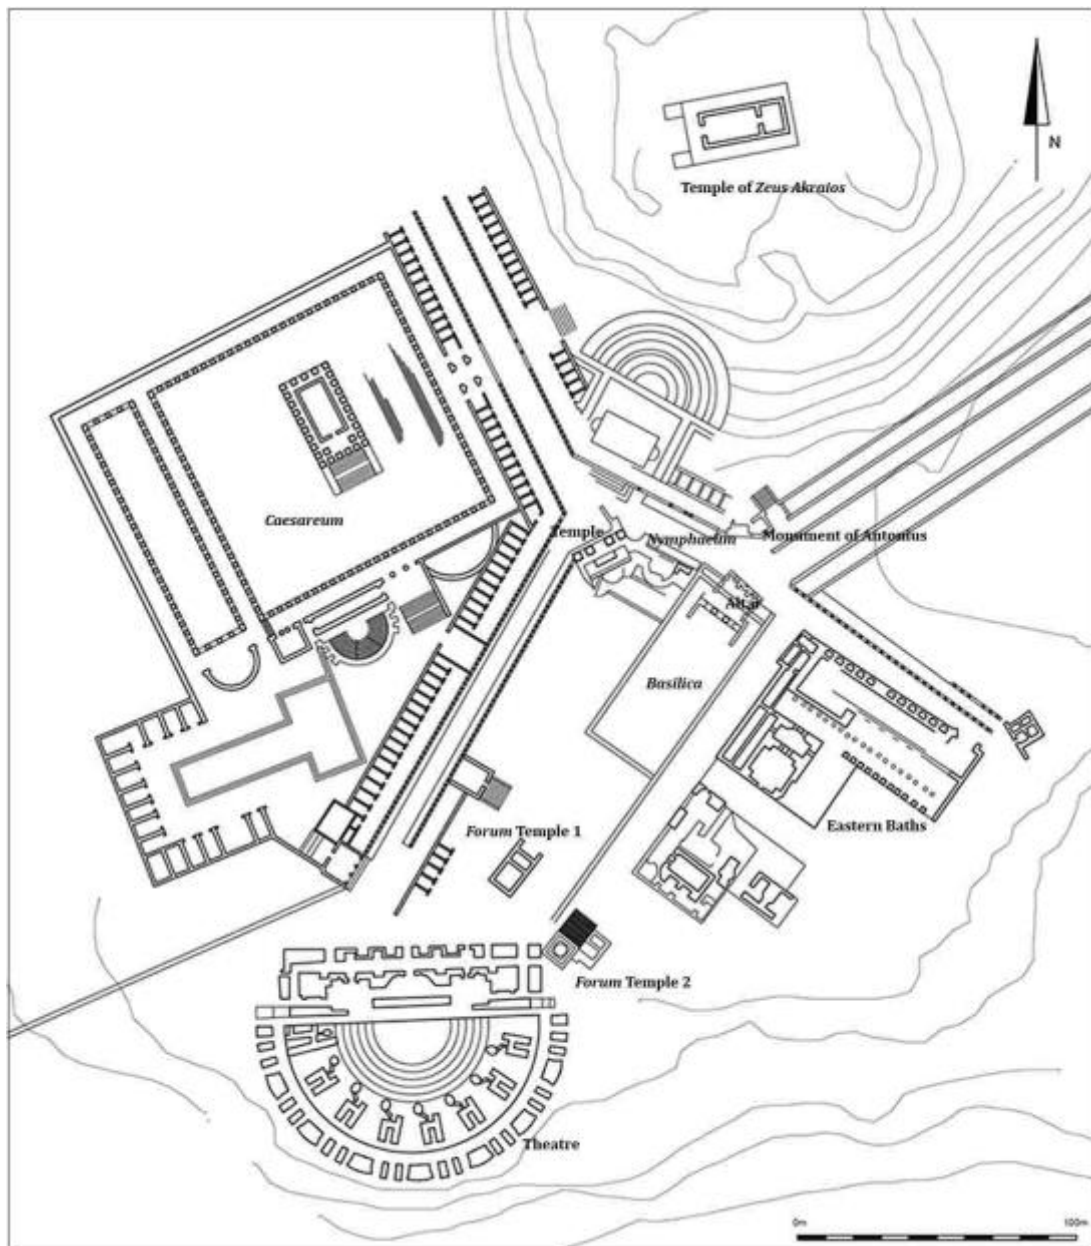 N
Temple of Zeus Akraios
Caesareum
Temple
Nymphaeum
Monument of Antonius
Altar
Basilica
Eastern Baths
Forum Temple 1
Forum Temple 2
Theatre
0m
100m